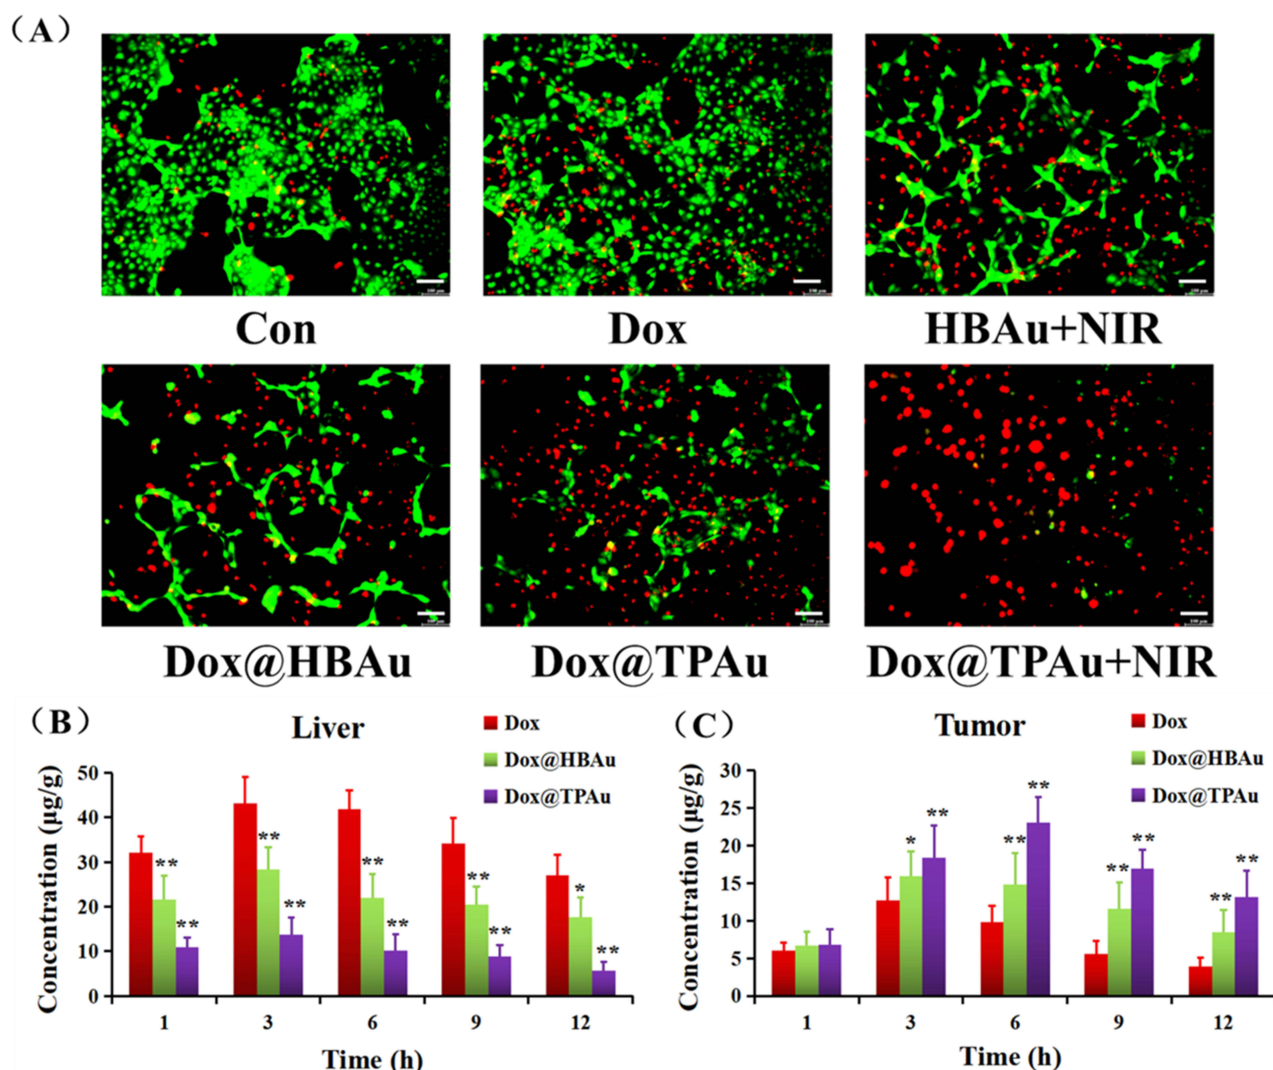 (A)
Con
Dox
HBAu+NIR
Dox@HBAu
Dox@TPAu
Dox@TPAu+NIR
(B)
Liver
Dox
Dox@HBAu
Dox@TPAu
Concentration (μg/g)
50
40
30
20
10
0
** ** ** ** ** ** ** ** * **
1 3 6 9 12
Time (h)
(C)
Tumor
Dox
Dox@HBAu
Dox@TPAu
Concentration (μg/g)
30
25
20
15
10
5
0
* ** ** ** ** ** ** **
1 3 6 9 12
Time (h)